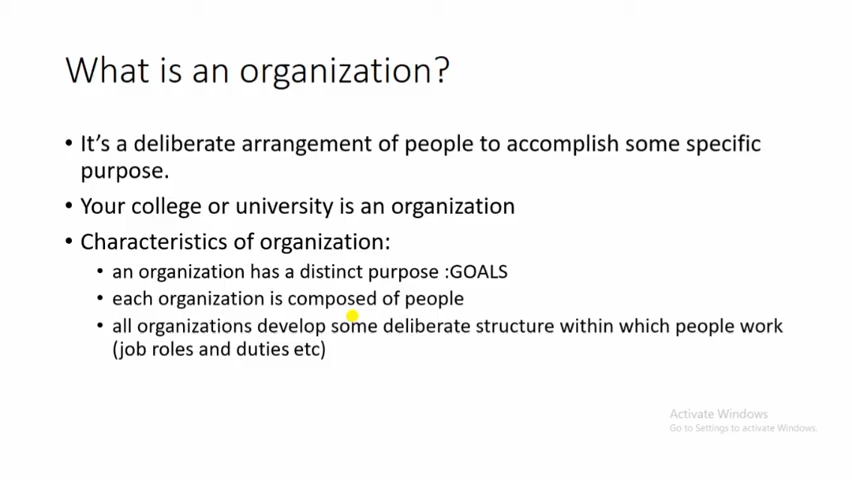 What is an organization?
• It's a deliberate arrangement of people to accomplish some specific
purpose.
• Your college or university is an organization
• Characteristics of organization:
• an organization has a distinct purpose :GOALS
• each organization is composed of people
• all organizations develop some deliberate structure within which people work
(job roles and duties etc)
Activate Windows
Go to Settings to activate Windows.